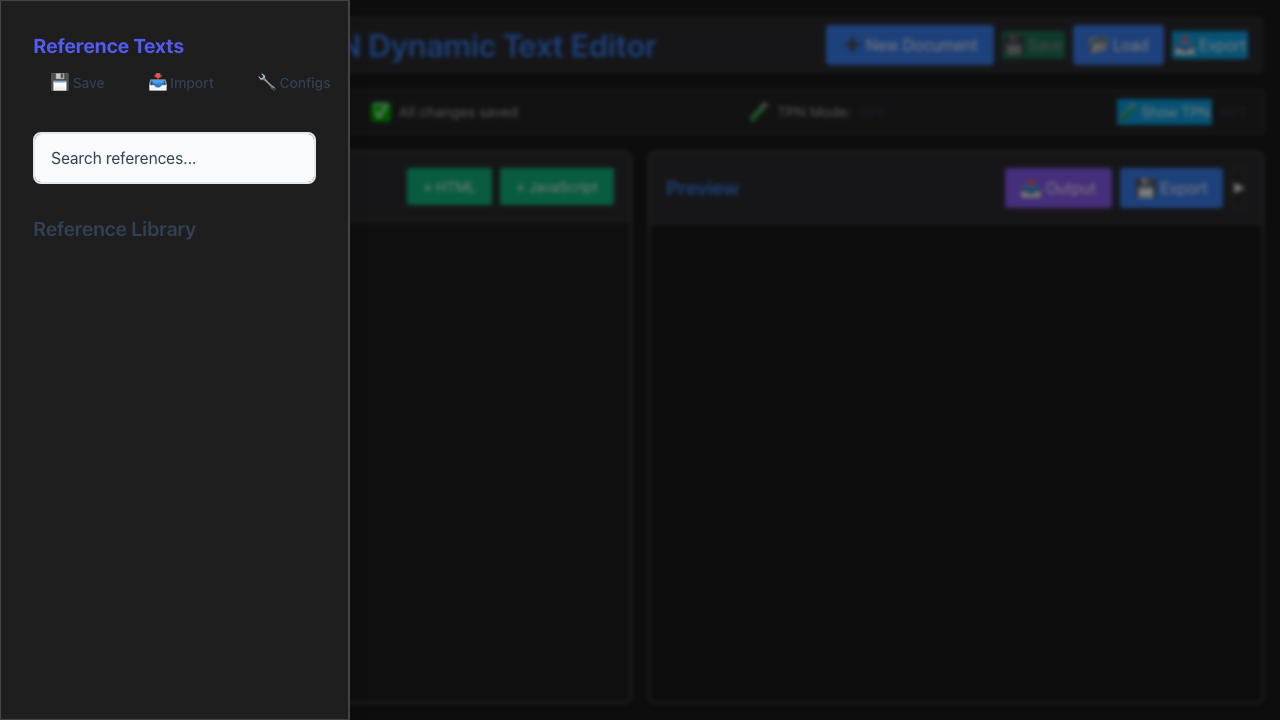 Reference Texts
💾 Save 📥 Import 🔧 Configs
Search references...
Reference Library
N Dynamic Text Editor
➕ New Document 💾 Save 📂 Load 📤 Export
✅ All changes saved
TPN Mode:
Show TPN
+ HTML + JavaScript
Preview
📤 Output 💾 Export ▶